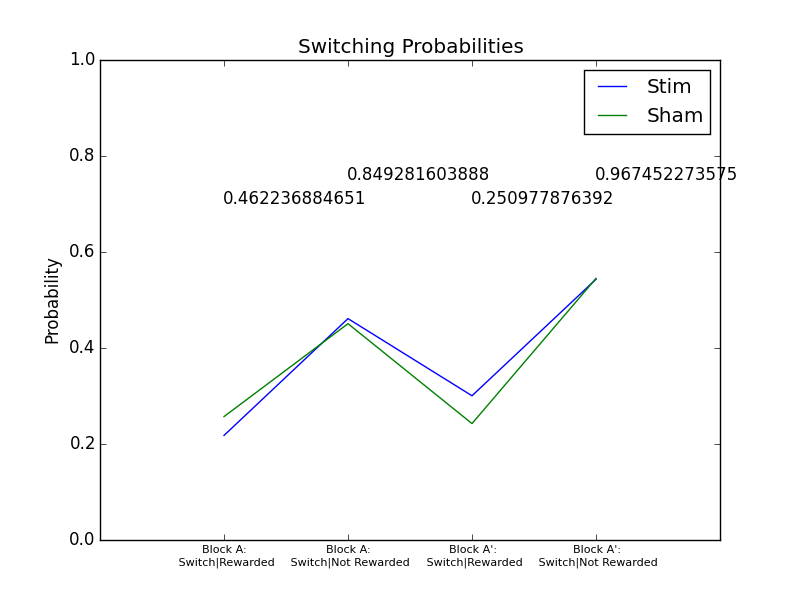 Switching Probabilities
1.0
0.8
0.6
0.4
0.2
0.0
Probability
Stim
Sham
0.849281603888
0.967452273575
0.462236884651
0.250977876392
Block A:
Switch|Rewarded
Block A:
Switch|Not Rewarded
Block A':
Switch|Rewarded
Block A':
Switch|Not Rewarded